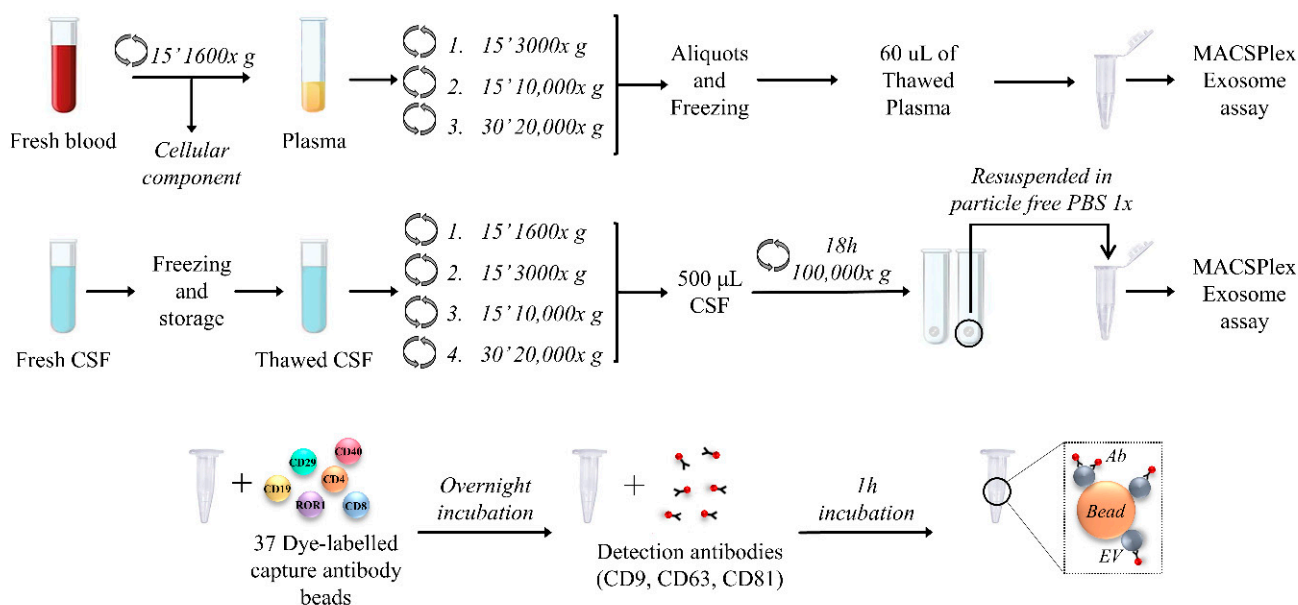 15' 1600x g
Fresh blood
Cellular
component
Plasma
1. 15' 3000x g
2. 15' 10,000x g
3. 30' 20,000x g
Aliquots
and
Freezing
60 uL of
Thawed
Plasma
MACSPlex
Exosome
assay
Fresh CSF
Freezing
and
storage
Thawed CSF
1. 15' 1600x g
2. 15' 3000x g
3. 15' 10,000x g
4. 30' 20,000x g
500 μL
CSF
18h
100,000x g
Resuspended in
particle free PBS 1x
MACSPlex
Exosome
assay
+
CD29
CD40
CD19
CD4
ROR1
CD8
37 Dye-labelled
capture antibody
beads
Overnight
incubation
+
Detection antibodies
(CD9, CD63, CD81)
1h
incubation
Ab
Bead
EV